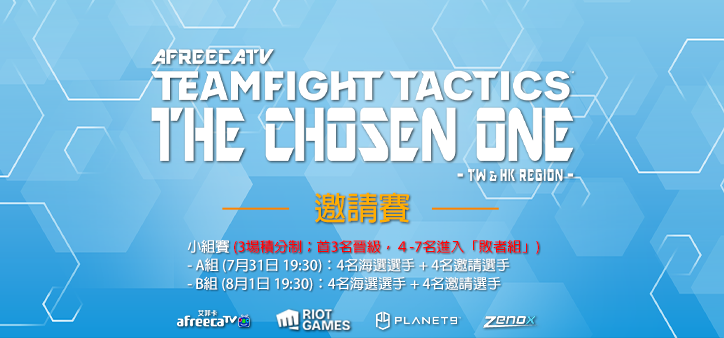 AFREECATV
TEAMFIGHT TACTICS™
THE CHOSEN ONE
- TW & HK REGION -
邀請賽
小組賽 (3場積分制；首3名晉級，4-7名進入「敗者組」)
- A組 (7月31日 19:30)：4名海選選手 + 4名邀請選手
- B組 (8月1日 19:30)：4名海選選手 + 4名邀請選手
艾菲卡
afreecaTV RIOT GAMES PLANET9 ZENOX